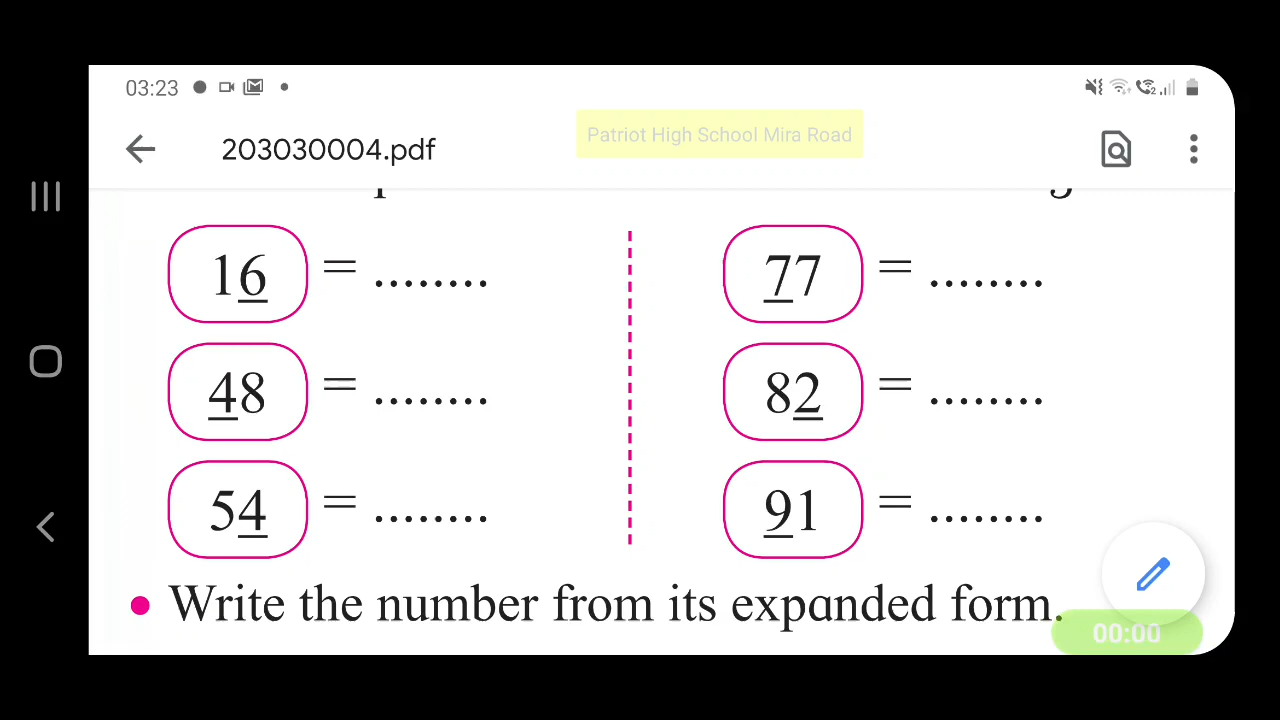 03:23
203030004.pdf
Patriot High School Mira Road
16 = ........ 77 = ........
48 = ........ 82 = ........
54 = ........ 91 = ........
• Write the number from its expanded form.
00:00